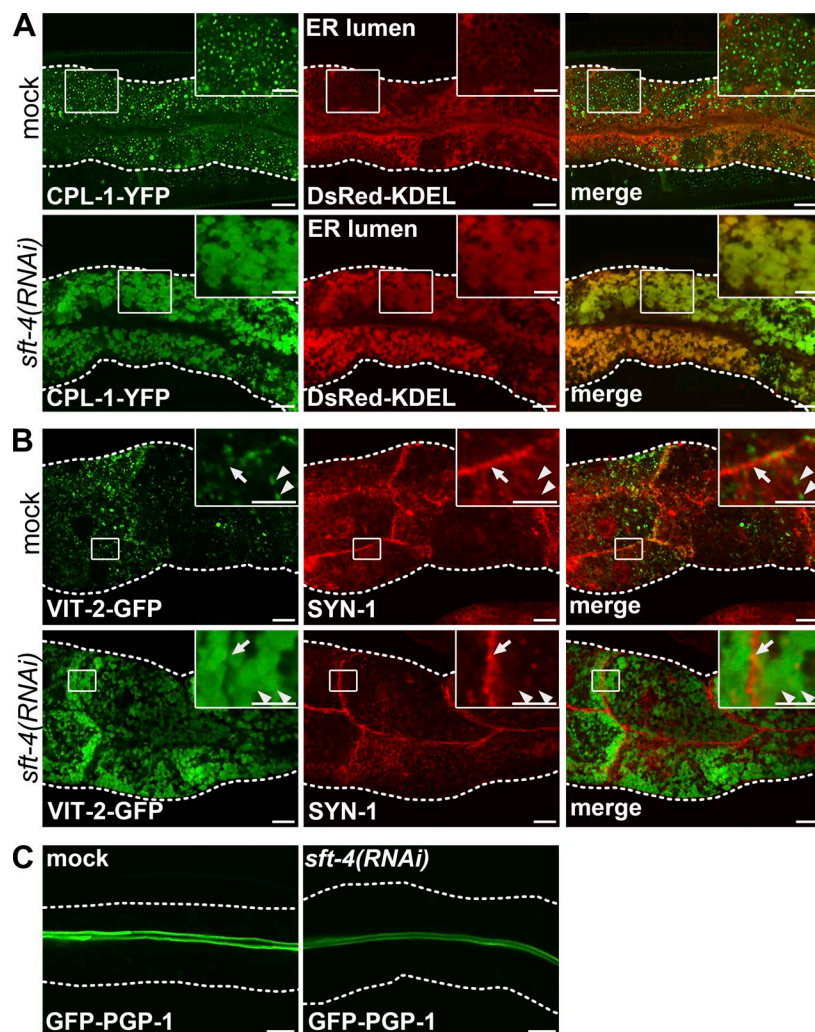 A
mock
CPL-1-YFP
ER lumen
DsRed-KDEL
merge
sft-4(RNAi)
CPL-1-YFP
ER lumen
DsRed-KDEL
merge
B
mock
VIT-2-GFP
SYN-1
merge
sft-4(RNAi)
VIT-2-GFP
SYN-1
merge
C
mock
GFP-PGP-1
sft-4(RNAi)
GFP-PGP-1